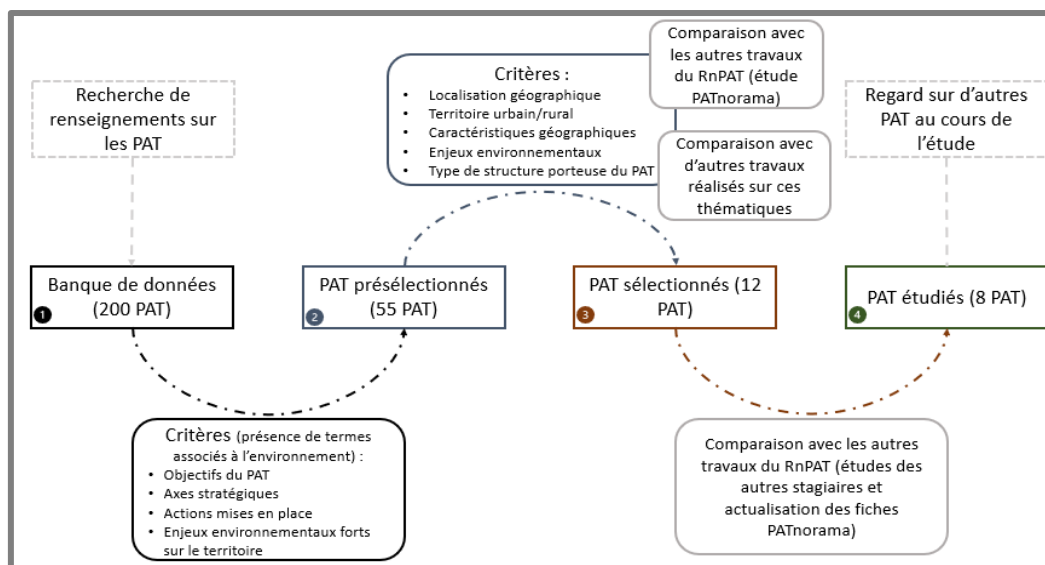 Recherche de
renseignements sur
les PAT
Critères :
• Localisation géographique
• Territoire urbain/rural
• Caractéristiques géographiques
• Enjeux environnementaux
• Type de structure porteuse du PAT
Comparaison avec
les autres travaux
du RnPAT (étude
PATnorama)
Comparaison avec
d'autres travaux
réalisés sur ces
thématiques
Regard sur d'autres
PAT au cours de
l'étude
Banque de données
(200 PAT)
1
PAT présélectionnés
(55 PAT)
2
PAT sélectionnés (12
PAT)
3
PAT étudiés (8 PAT)
4
Critères (présence de termes
associés à l'environnement) :
• Objectifs du PAT
• Axes stratégiques
• Actions mises en place
• Enjeux environnementaux forts
sur le territoire
Comparaison avec les autres
travaux du RnPAT (études des
autres stagiaires et
actualisation des fiches
PATnorama)